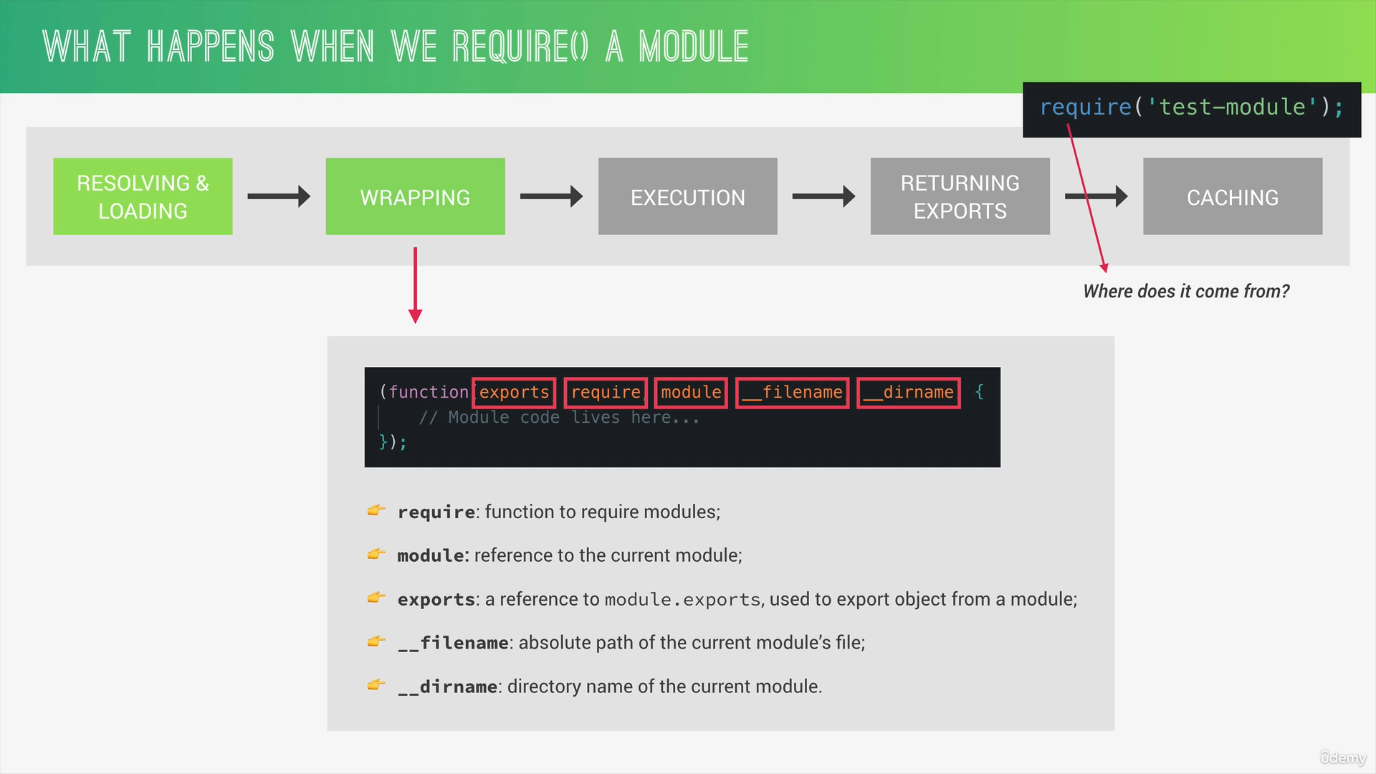 WHAT HAPPENS WHEN WE REQUIRE() A MODULE
require('test-module');
RESOLVING &
LOADING
WRAPPING
EXECUTION
RETURNING
EXPORTS
CACHING
Where does it come from?
(function exports require module __filename __dirname {
// Module code lives here...
});
👉 require: function to require modules;
👉 module: reference to the current module;
👉 exports: a reference to module.exports, used to export object from a module;
👉 __filename: absolute path of the current module’s file;
👉 __dirname: directory name of the current module.
ûdemy